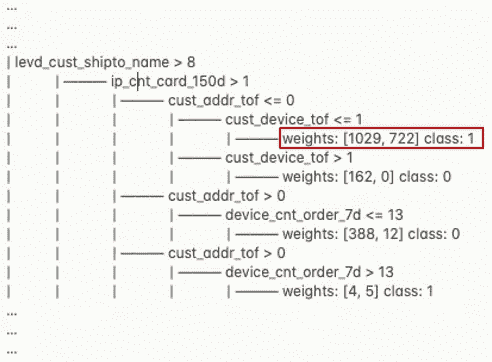 ...
...
...
| levd_cust_shipto_name > 8
| | ——— ip_cnt_card_150d > 1
| | | ——— cust_addr_tof <= 0
| | | | ——— cust_device_tof <= 1
| | | | | ——— weights: [1029, 722] class: 1
| | | | ——— cust_device_tof > 1
| | | | | ——— weights: [162, 0] class: 0
| | | ——— cust_addr_tof > 0
| | | | ——— device_cnt_order_7d <= 13
| | | | | ——— weights: [388, 12] class: 0
| | | ——— cust_addr_tof > 0
| | | | ——— device_cnt_order_7d > 13
| | | | | ——— weights: [4, 5] class: 1
...
...
...